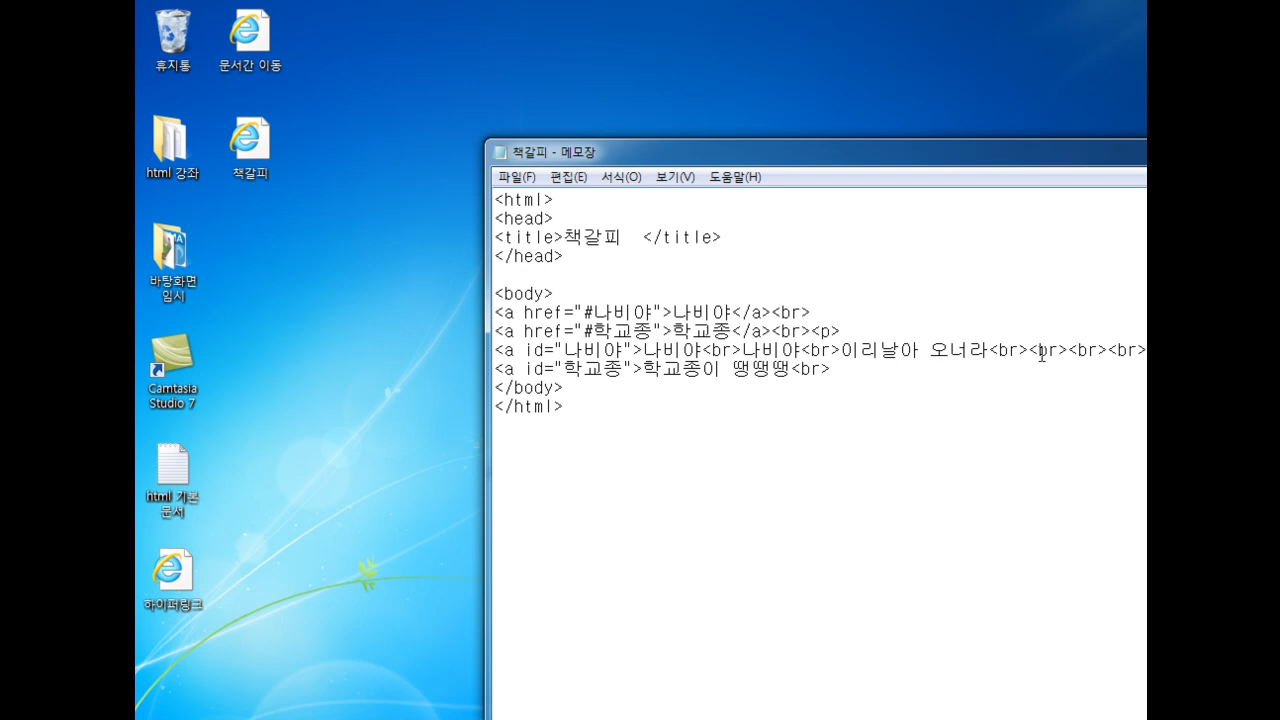 휴지통
문서간 이동
html 강좌
책갈피
바탕화면
임시
Camtasia
Studio 7
html 기본
문서
하이퍼링크
책갈피 - 메모장
파일(F) 편집(E) 서식(O) 보기(V) 도움말(H)
<html>
<head>
<title>책갈피  </title>
</head>
<body>
<a href="#나비야">나비야</a><br>
<a href="#학교종">학교종</a><br><p>
<a id="나비야">나비야<br>나비야<br>이리날아 오너라<br><br><br><br>
<a id="학교종">학교종이 땡땡땡<br>
</body>
</html>